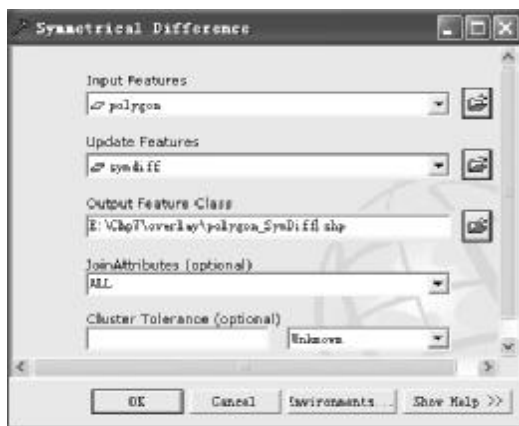 Symmetrical Difference
Input Features
polygon
Update Features
symdiff
Output Feature Class
E:\Chp7\overlay\polygon_SymDiff.shp
JoinAttributes (optional)
ALL
Cluster Tolerance (optional)
Unknown
OK
Cancel
Environments...
Show Help >>